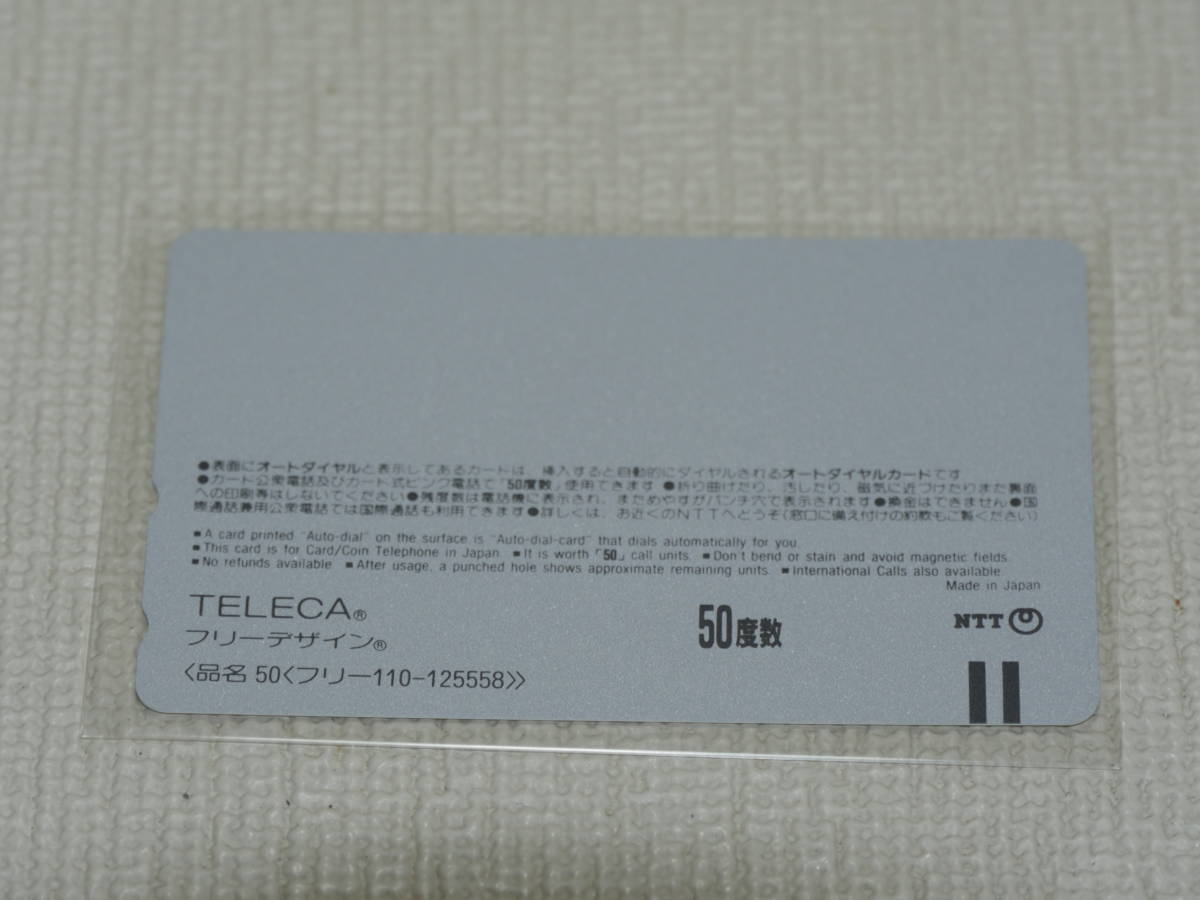 ●表面にオートダイヤルと表示してあるカードは、挿入すると自動的にダイヤルされるオートダイヤルカードです
●カード公衆電話及びカード式ピンク電話で「50度数」使用できます ●折り曲げたり、汚したり、磁気に近づけたりまた裏面
への印刷等はしないでください ●残度数は電話機に表示され、まためやすがパンチ穴で表示されます ●換金はできません ●国
際通話兼用公衆電話では国際通話も利用できます ●詳しくは、お近くのNTTへどうぞ(窓口に備え付けの約款もご覧ください)
■ A card printed "Auto-dial" on the surface is "Auto-dial-card" that dials automatically for you.
■ This card is for Card/Coin Telephone in Japan. ■ It is worth「50」call units. ■ Don't bend or stain and avoid magnetic fields.
■ No refunds available. ■ After usage, a punched hole shows approximate remaining units. ■ International Calls also available.
Made in Japan
TELECA®
フリーデザイン®
〈品名 50〈フリー110-125558〉〉
50度数
NTT